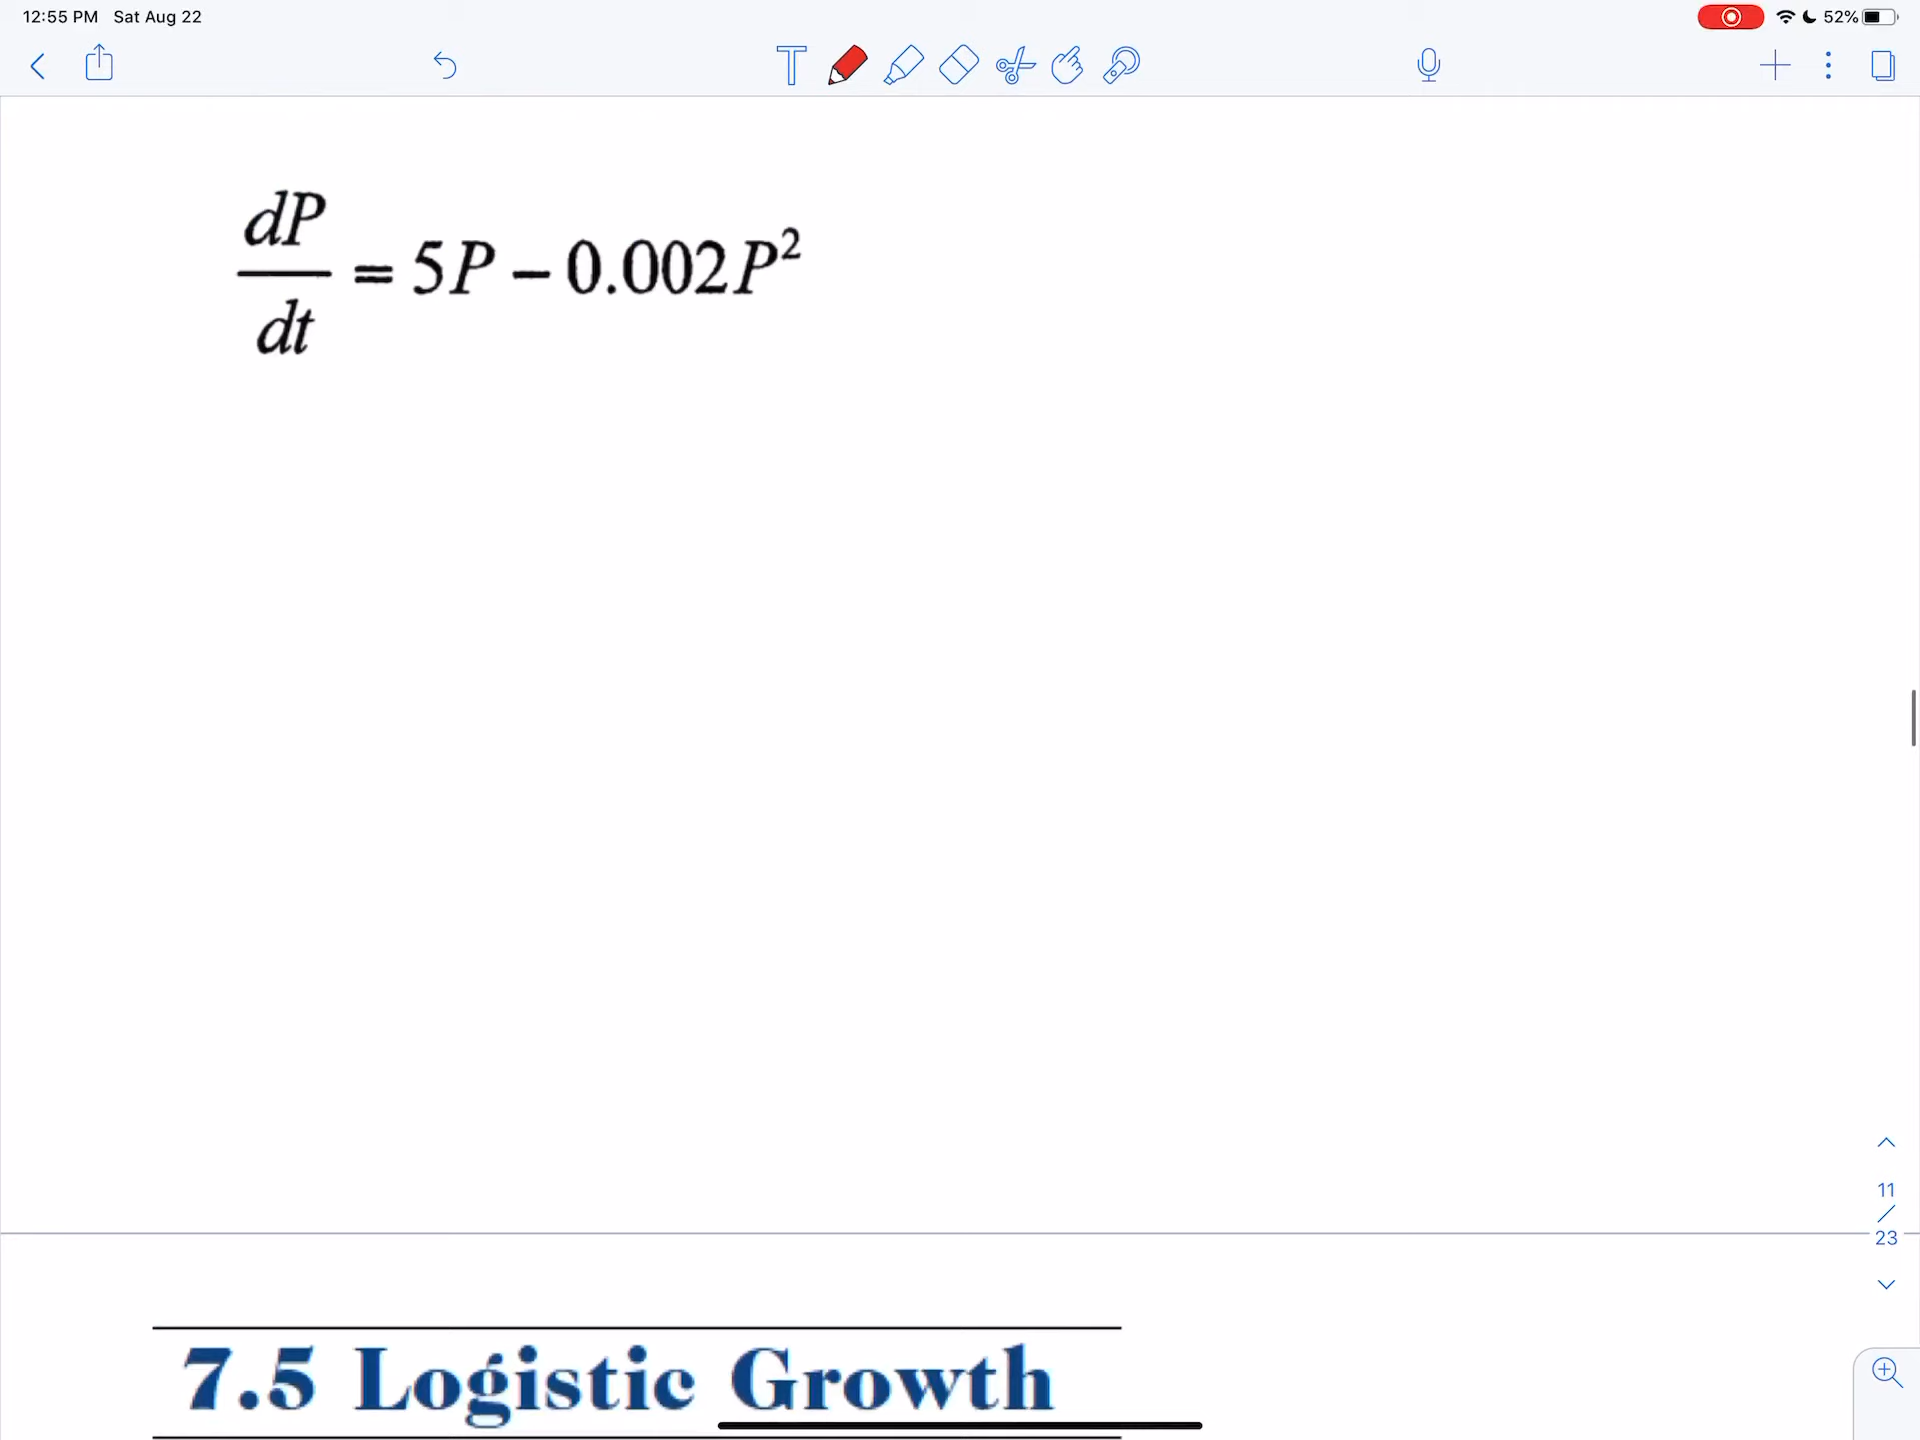 12:55 PM Sat Aug 22
52%
T
dP/dt = 5P − 0.002P²
11
/
23
7.5 Logistic Growth